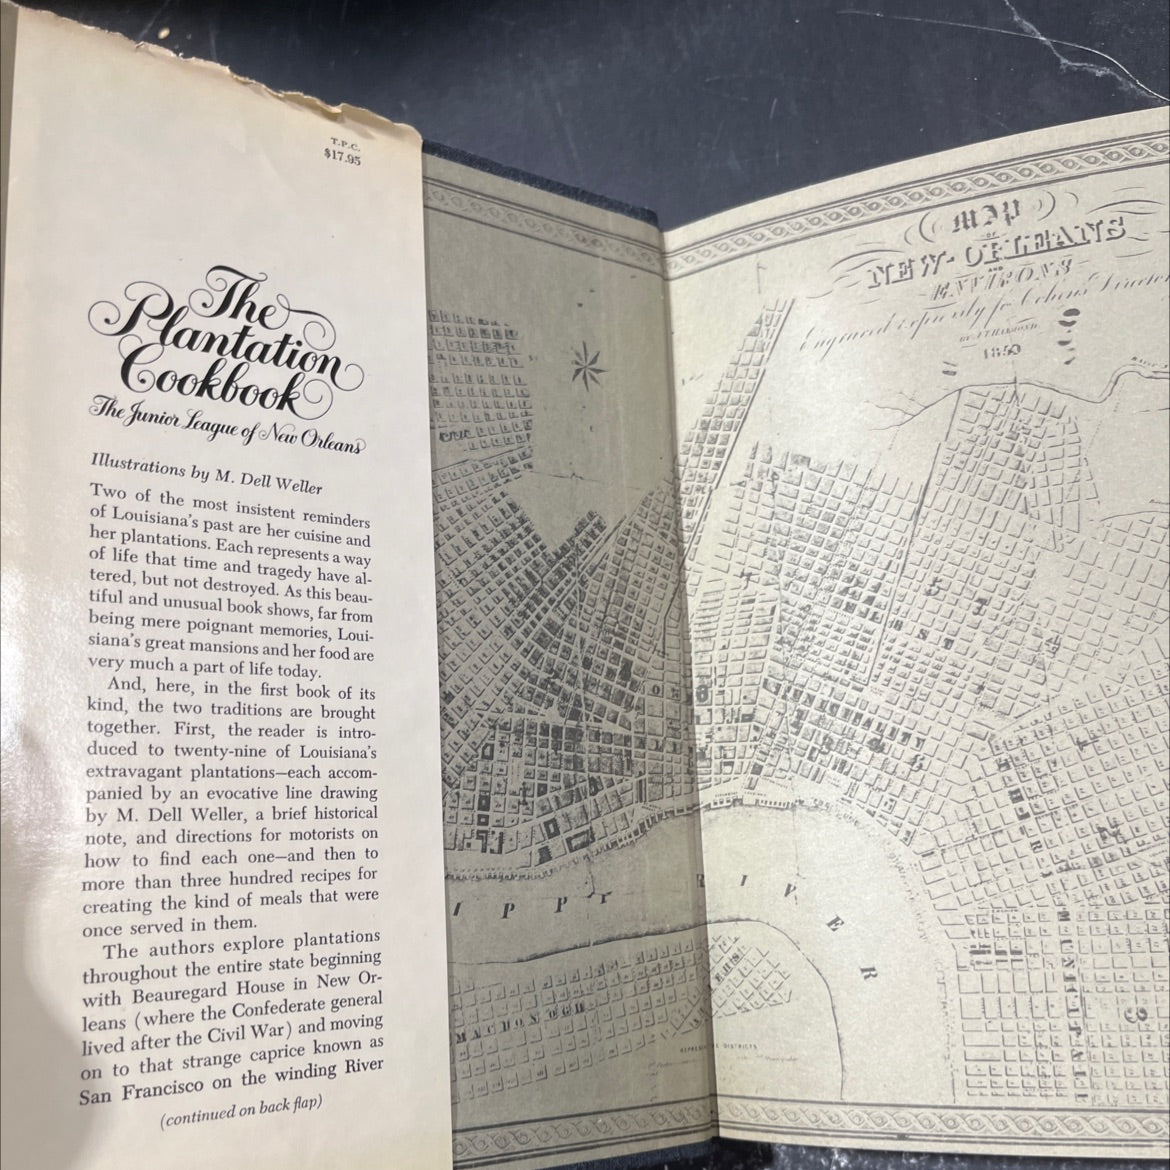 T.P.C.
$17.95
The
Plantation
Cookbook
The Junior League of New Orleans
Illustrations by M. Dell Weller
Two of the most insistent reminders
of Louisiana's past are her cuisine and
her plantations. Each represents a way
of life that time and tragedy have al-
tered, but not destroyed. As this beau-
tiful and unusual book shows, far from
being mere poignant memories, Loui-
siana's great mansions and her food are
very much a part of life today.
And, here, in the first book of its
kind, the two traditions are brought
together. First, the reader is intro-
duced to twenty-nine of Louisiana's
extravagant plantations—each accom-
panied by an evocative line drawing
by M. Dell Weller, a brief historical
note, and directions for motorists on
how to find each one—and then to
more than three hundred recipes for
creating the kind of meals that were
once served in them.
The authors explore plantations
throughout the entire state beginning
with Beauregard House in New Or-
leans (where the Confederate general
lived after the Civil War) and moving
on to that strange caprice known as
San Francisco on the winding River
(continued on back flap)
MAP
OF
NEW-ORLEANS
AND
ENVIRONS
Engraved expressly for Cohens Director
1850
IPPI RIVER
MUNICIPALITY